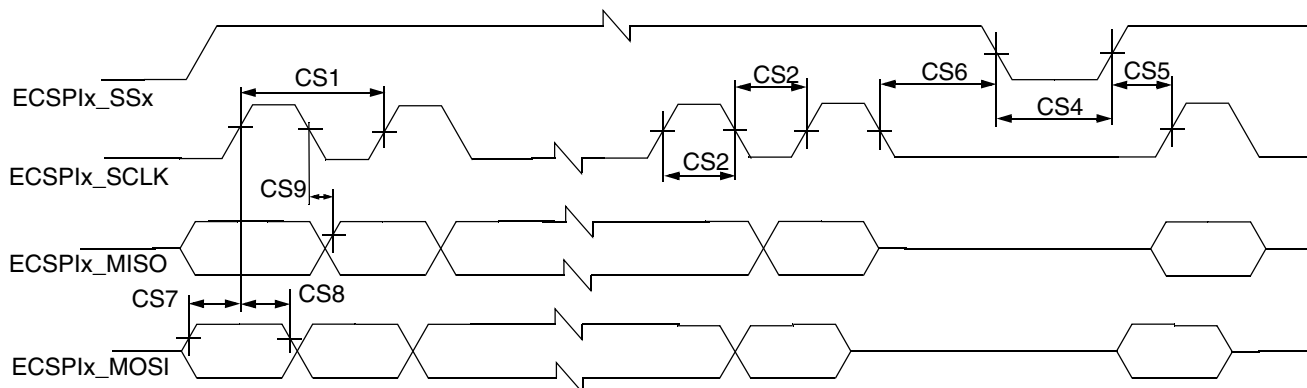 ECSPIx_SSx
CS1
CS2
CS6
CS5
CS4
ECSPIx_SCLK
CS2
CS9
ECSPIx_MISO
CS7
CS8
ECSPIx_MOSI